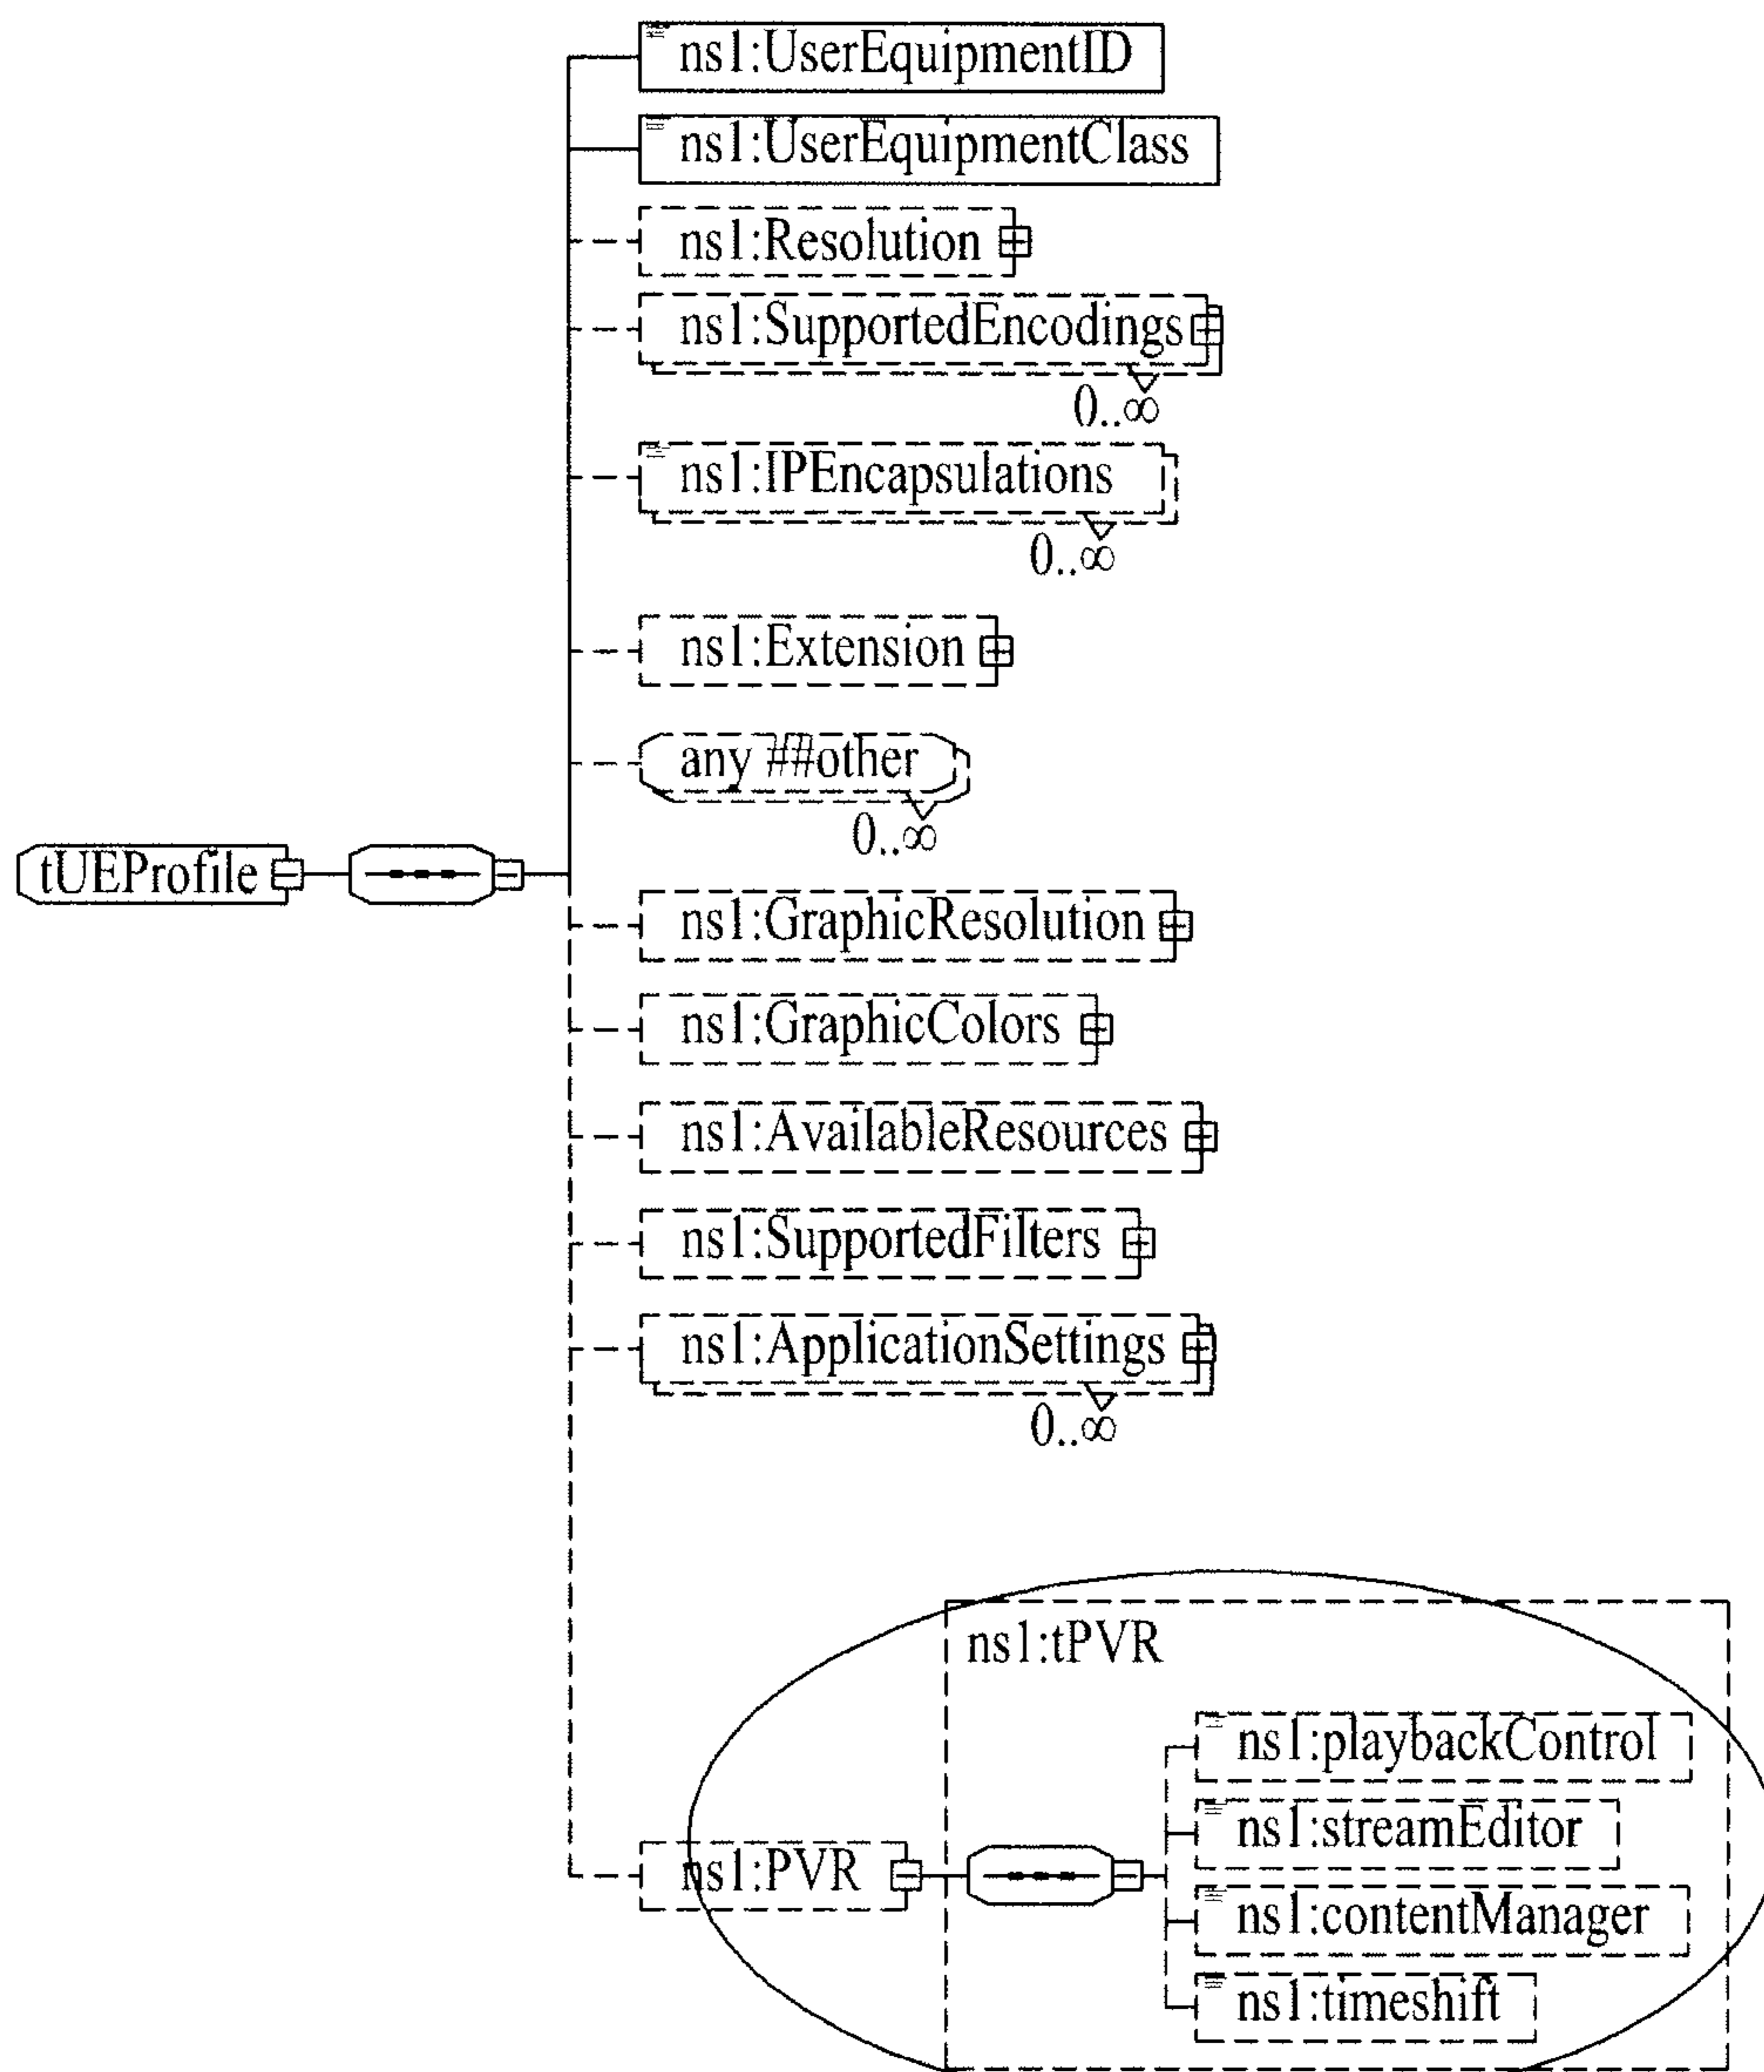 ns1:UserEquipmentID
ns1:UserEquipmentClass
ns1:Resolution
ns1:SupportedEncodings
0..∞
ns1:IPEncapsulations
0..∞
ns1:Extension
any ##other
0..∞
tUEProfile
ns1:GraphicResolution
ns1:GraphicColors
ns1:AvailableResources
ns1:SupportedFilters
ns1:ApplicationSettings
0..∞
ns1:tPVR
ns1:playbackControl
ns1:streamEditor
ns1:PVR
ns1:contentManager
ns1:timeshift